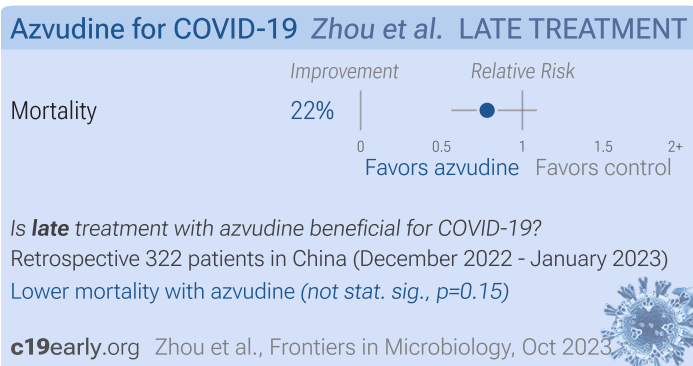 Azvudine for COVID-19 Zhou et al. LATE TREATMENT
Improvement Relative Risk
Mortality 22%
0 0.5 1 1.5 2+
Favors azvudine Favors control
Is late treatment with azvudine beneficial for COVID-19?
Retrospective 322 patients in China (December 2022 - January 2023)
Lower mortality with azvudine (not stat. sig., p=0.15)
c19early.org Zhou et al., Frontiers in Microbiology, Oct 2023